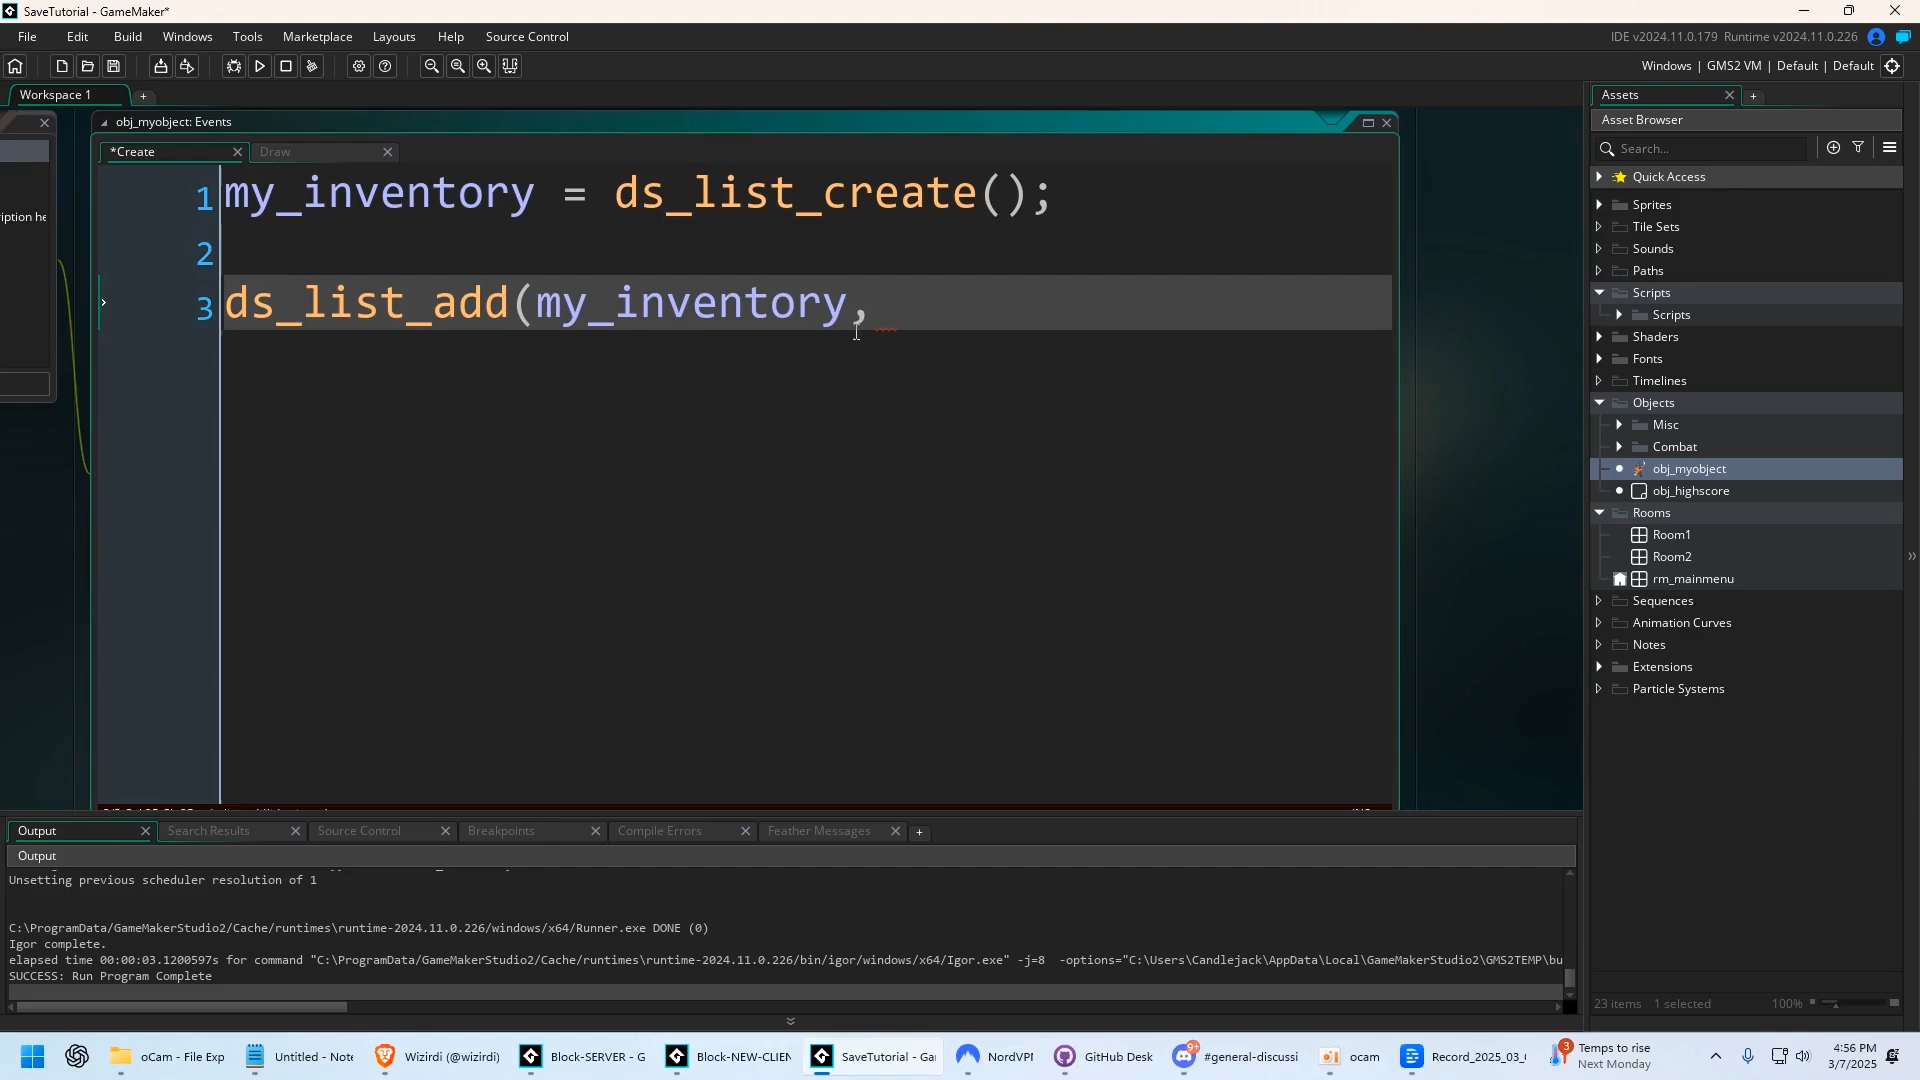 SaveTutorial - GameMaker*
File Edit Build Windows Tools Marketplace Layouts Help Source Control
IDE v2024.11.0.179 Runtime v2024.11.0.226
Windows | GMS2 VM | Default | Default
Workspace 1
obj_myobject: Events
*Create
Draw
1 my_inventory = ds_list_create();
2
3 ds_list_add(my_inventory,
Assets
Asset Browser
Search...
Quick Access
Sprites
Tile Sets
Sounds
Paths
Scripts
Scripts
Shaders
Fonts
Timelines
Objects
Misc
Combat
obj_myobject
obj_highscore
Rooms
Room1
Room2
rm_mainmenu
Sequences
Animation Curves
Notes
Extensions
Particle Systems
23 items 1 selected 100%
Output Search Results Source Control Breakpoints Compile Errors Feather Messages
Output
Unsetting previous scheduler resolution of 1
C:\ProgramData/GameMakerStudio2/Cache/runtimes\runtime-2024.11.0.226/windows/x64/Runner.exe DONE (0)
Igor complete.
elapsed time 00:00:03.1200597s for command "C:\ProgramData/GameMakerStudio2/Cache/runtimes\runtime-2024.11.0.226/bin/igor/windows/x64/Igor.exe" -j=8 -options="C:\Users\Candlejack\AppData\Local\GameMakerStudio2\GMS2TEMP\bu
SUCCESS: Run Program Complete
oCam - File Exp
Untitled - Note
Wizirdi (@wizirdi)
Block-SERVER - G
Block-NEW-CLIEN
SaveTutorial - Gar
NordVPN
GitHub Desk
9+
#general-discussi
ocam
Record_2025_03_
3
Temps to rise
Next Monday
4:56 PM
3/7/2025